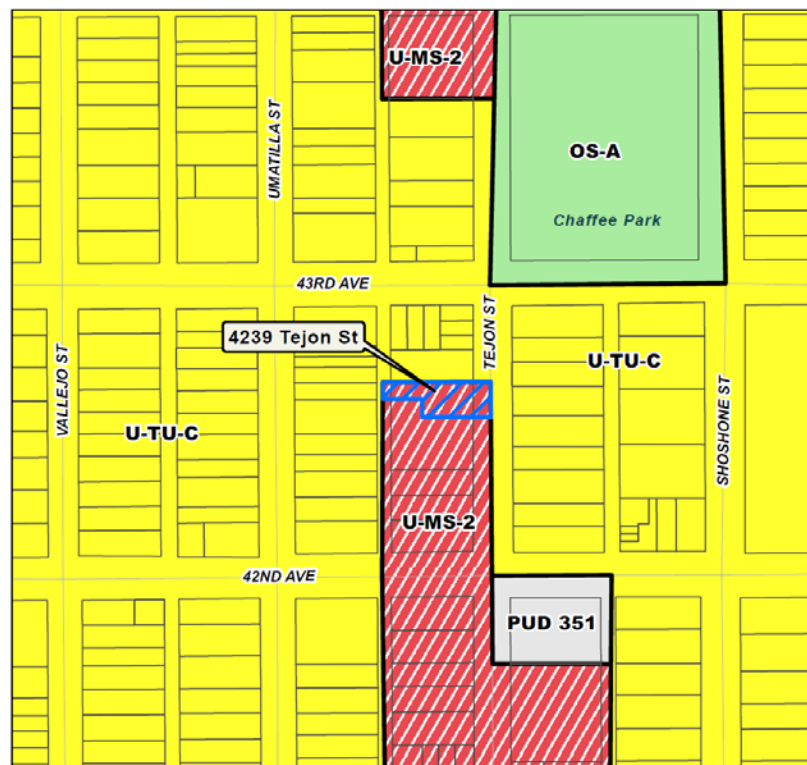 U-MS-2
OS-A
Chaffee Park
UMATILLA ST
43RD AVE
TEJON ST
4239 Tejon St
U-TU-C
VALLEJO ST
U-TU-C
SHOSHONE ST
U-MS-2
42ND AVE
PUD 351